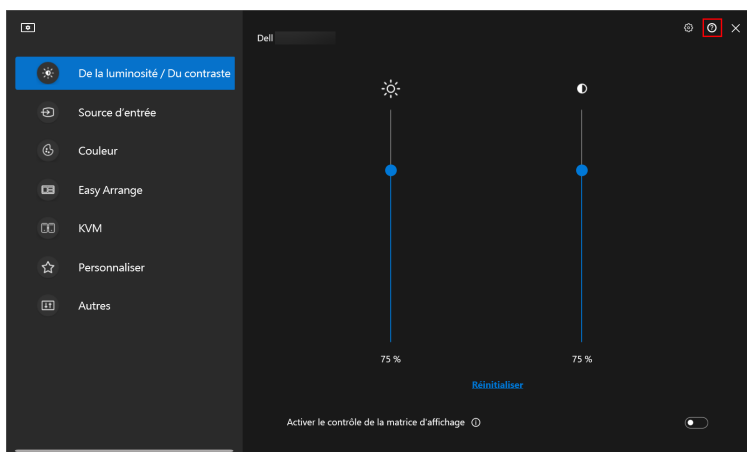 Dell
De la luminosité / Du contraste
Source d'entrée
Couleur
Easy Arrange
KVM
Personnaliser
Autres
75 %
75 %
Réinitialiser
Activer le contrôle de la matrice d'affichage